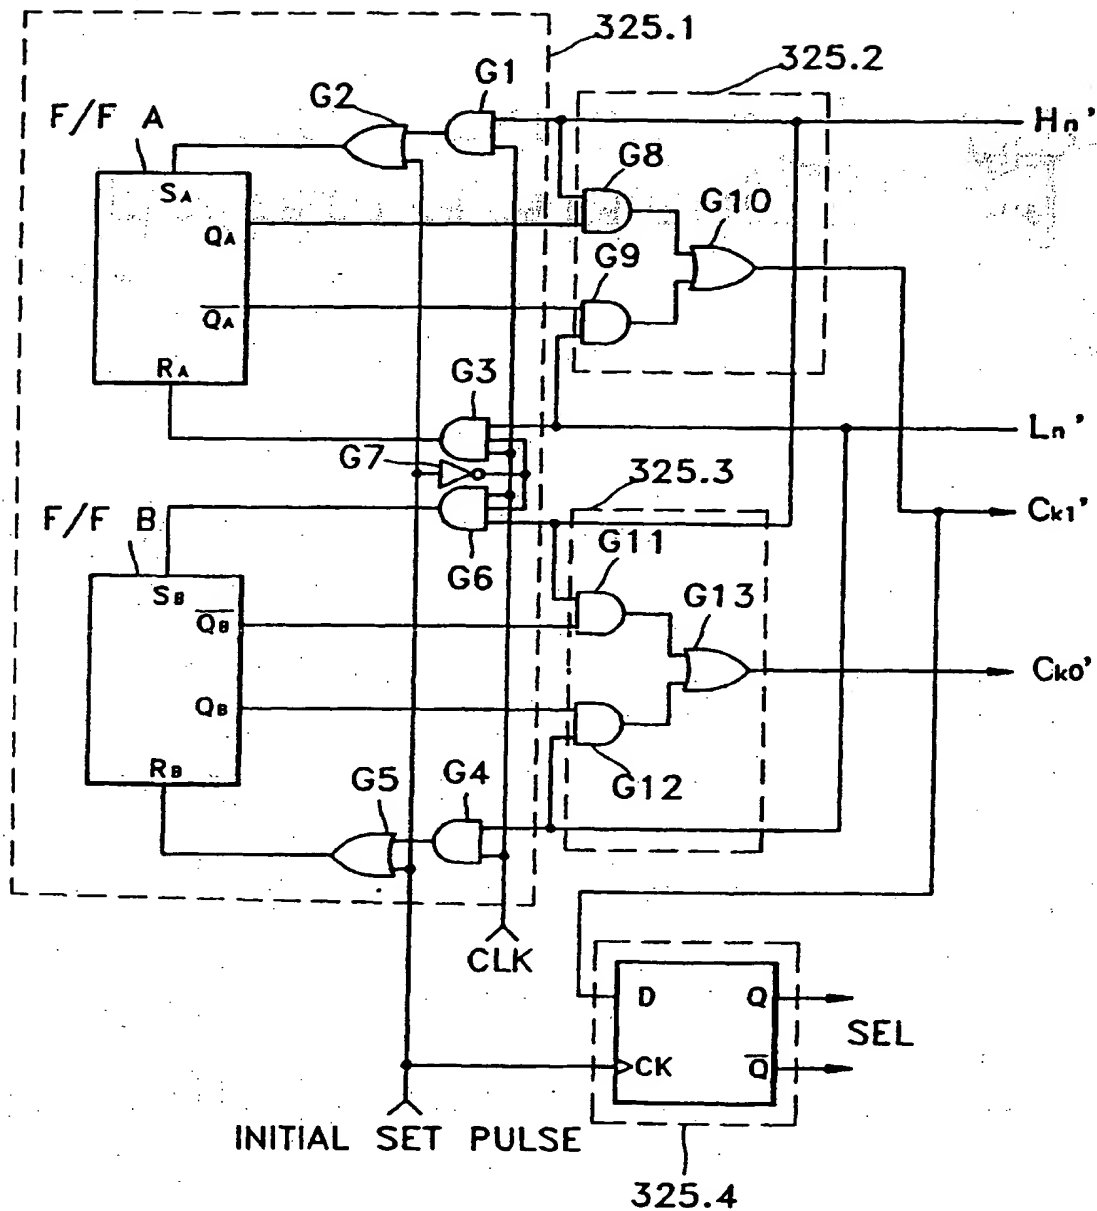 325.1
325.2
G1
G2
F/F A
Hn'
G8
SA
G10
QA
G9
QA
RA
G3
Ln'
G7
325.3
Ck1'
F/F B
G11
G6
SB
G13
QB
Ck0'
QB
RB
G5
G4
G12
CLK
D
Q
SEL
CK
Q
INITIAL SET PULSE
325.4